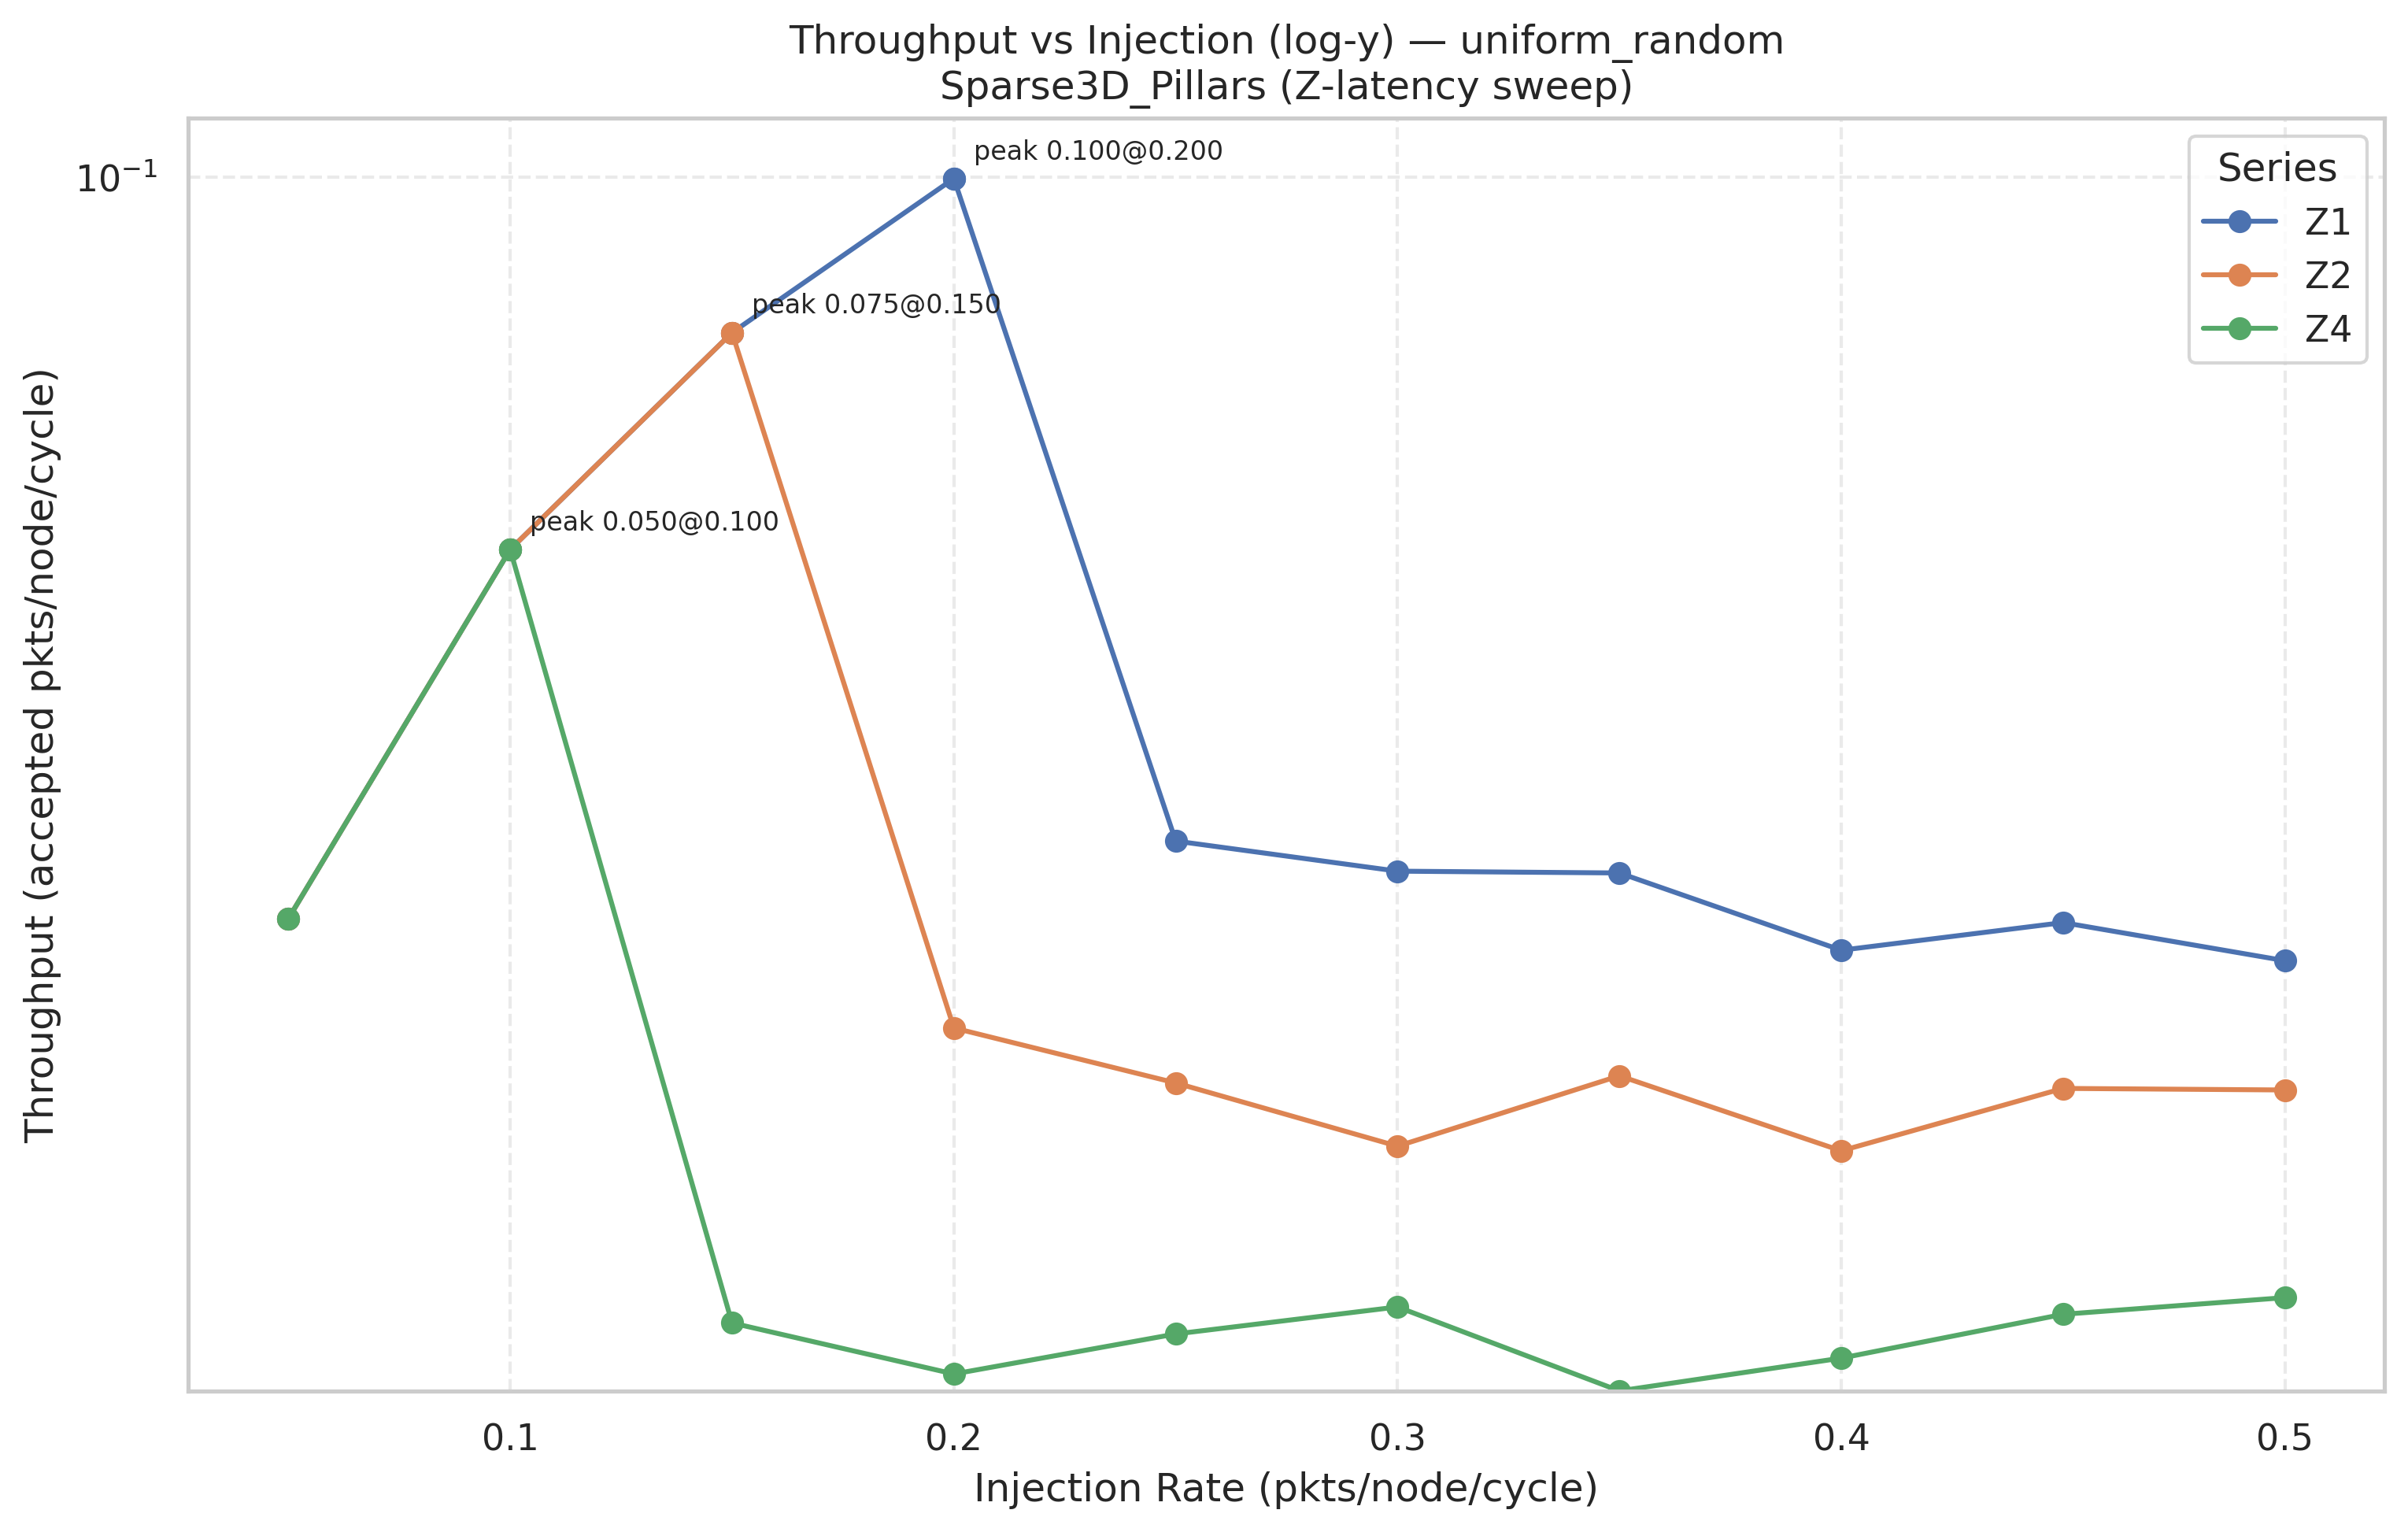 Throughput vs Injection (log-y) — uniform_random
Sparse3D_Pillars (Z-latency sweep)
10⁻¹
peak 0.100@0.200
peak 0.075@0.150
peak 0.050@0.100
Series
Z1
Z2
Z4
Throughput (accepted pkts/node/cycle)
0.1
0.2
0.3
0.4
0.5
Injection Rate (pkts/node/cycle)